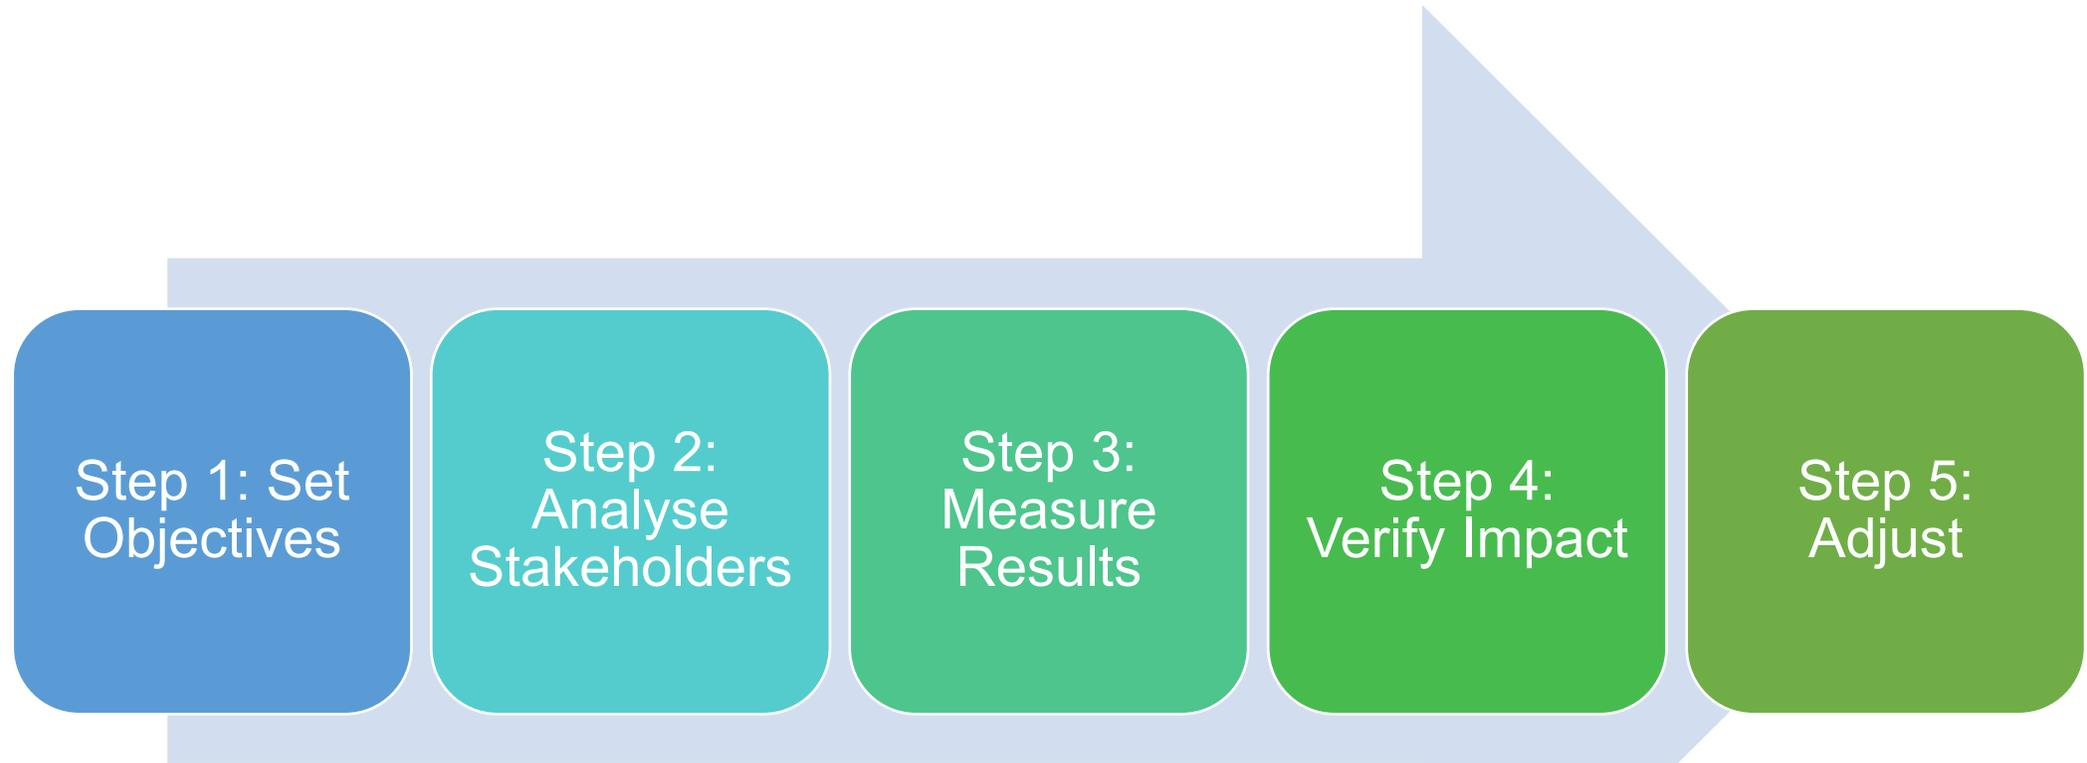 Step 1: Set
Objectives
Step 2:
Analyse
Stakeholders
Step 3:
Measure
Results
Step 4:
Verify Impact
Step 5:
Adjust